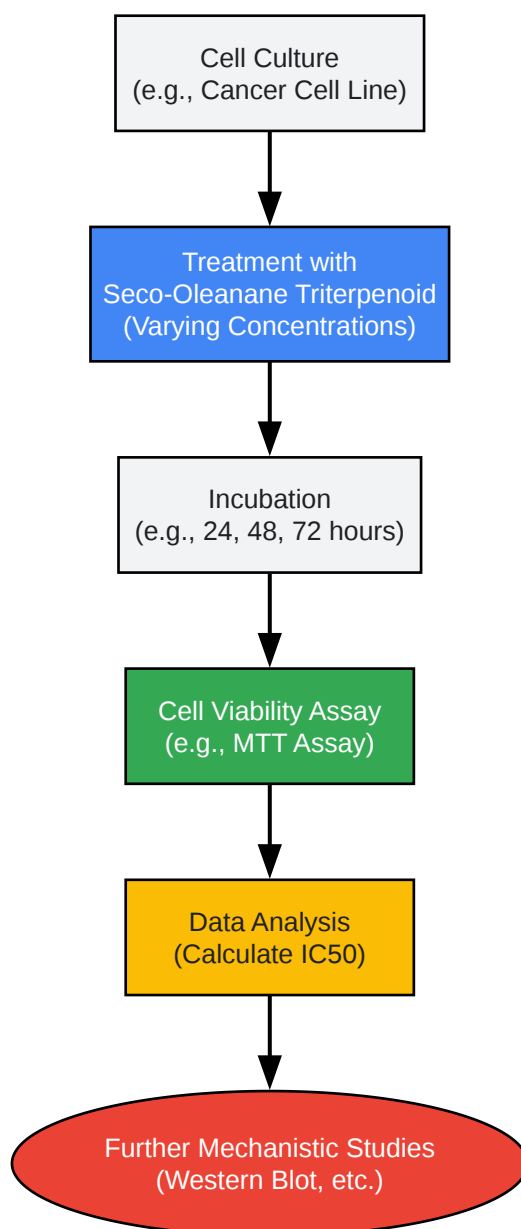 Cell Culture
(e.g., Cancer Cell Line)
Treatment with
Seco-Oleanane Triterpenoid
(Varying Concentrations)
Incubation
(e.g., 24, 48, 72 hours)
Cell Viability Assay
(e.g., MTT Assay)
Data Analysis
(Calculate IC50)
Further Mechanistic Studies
(Western Blot, etc.)